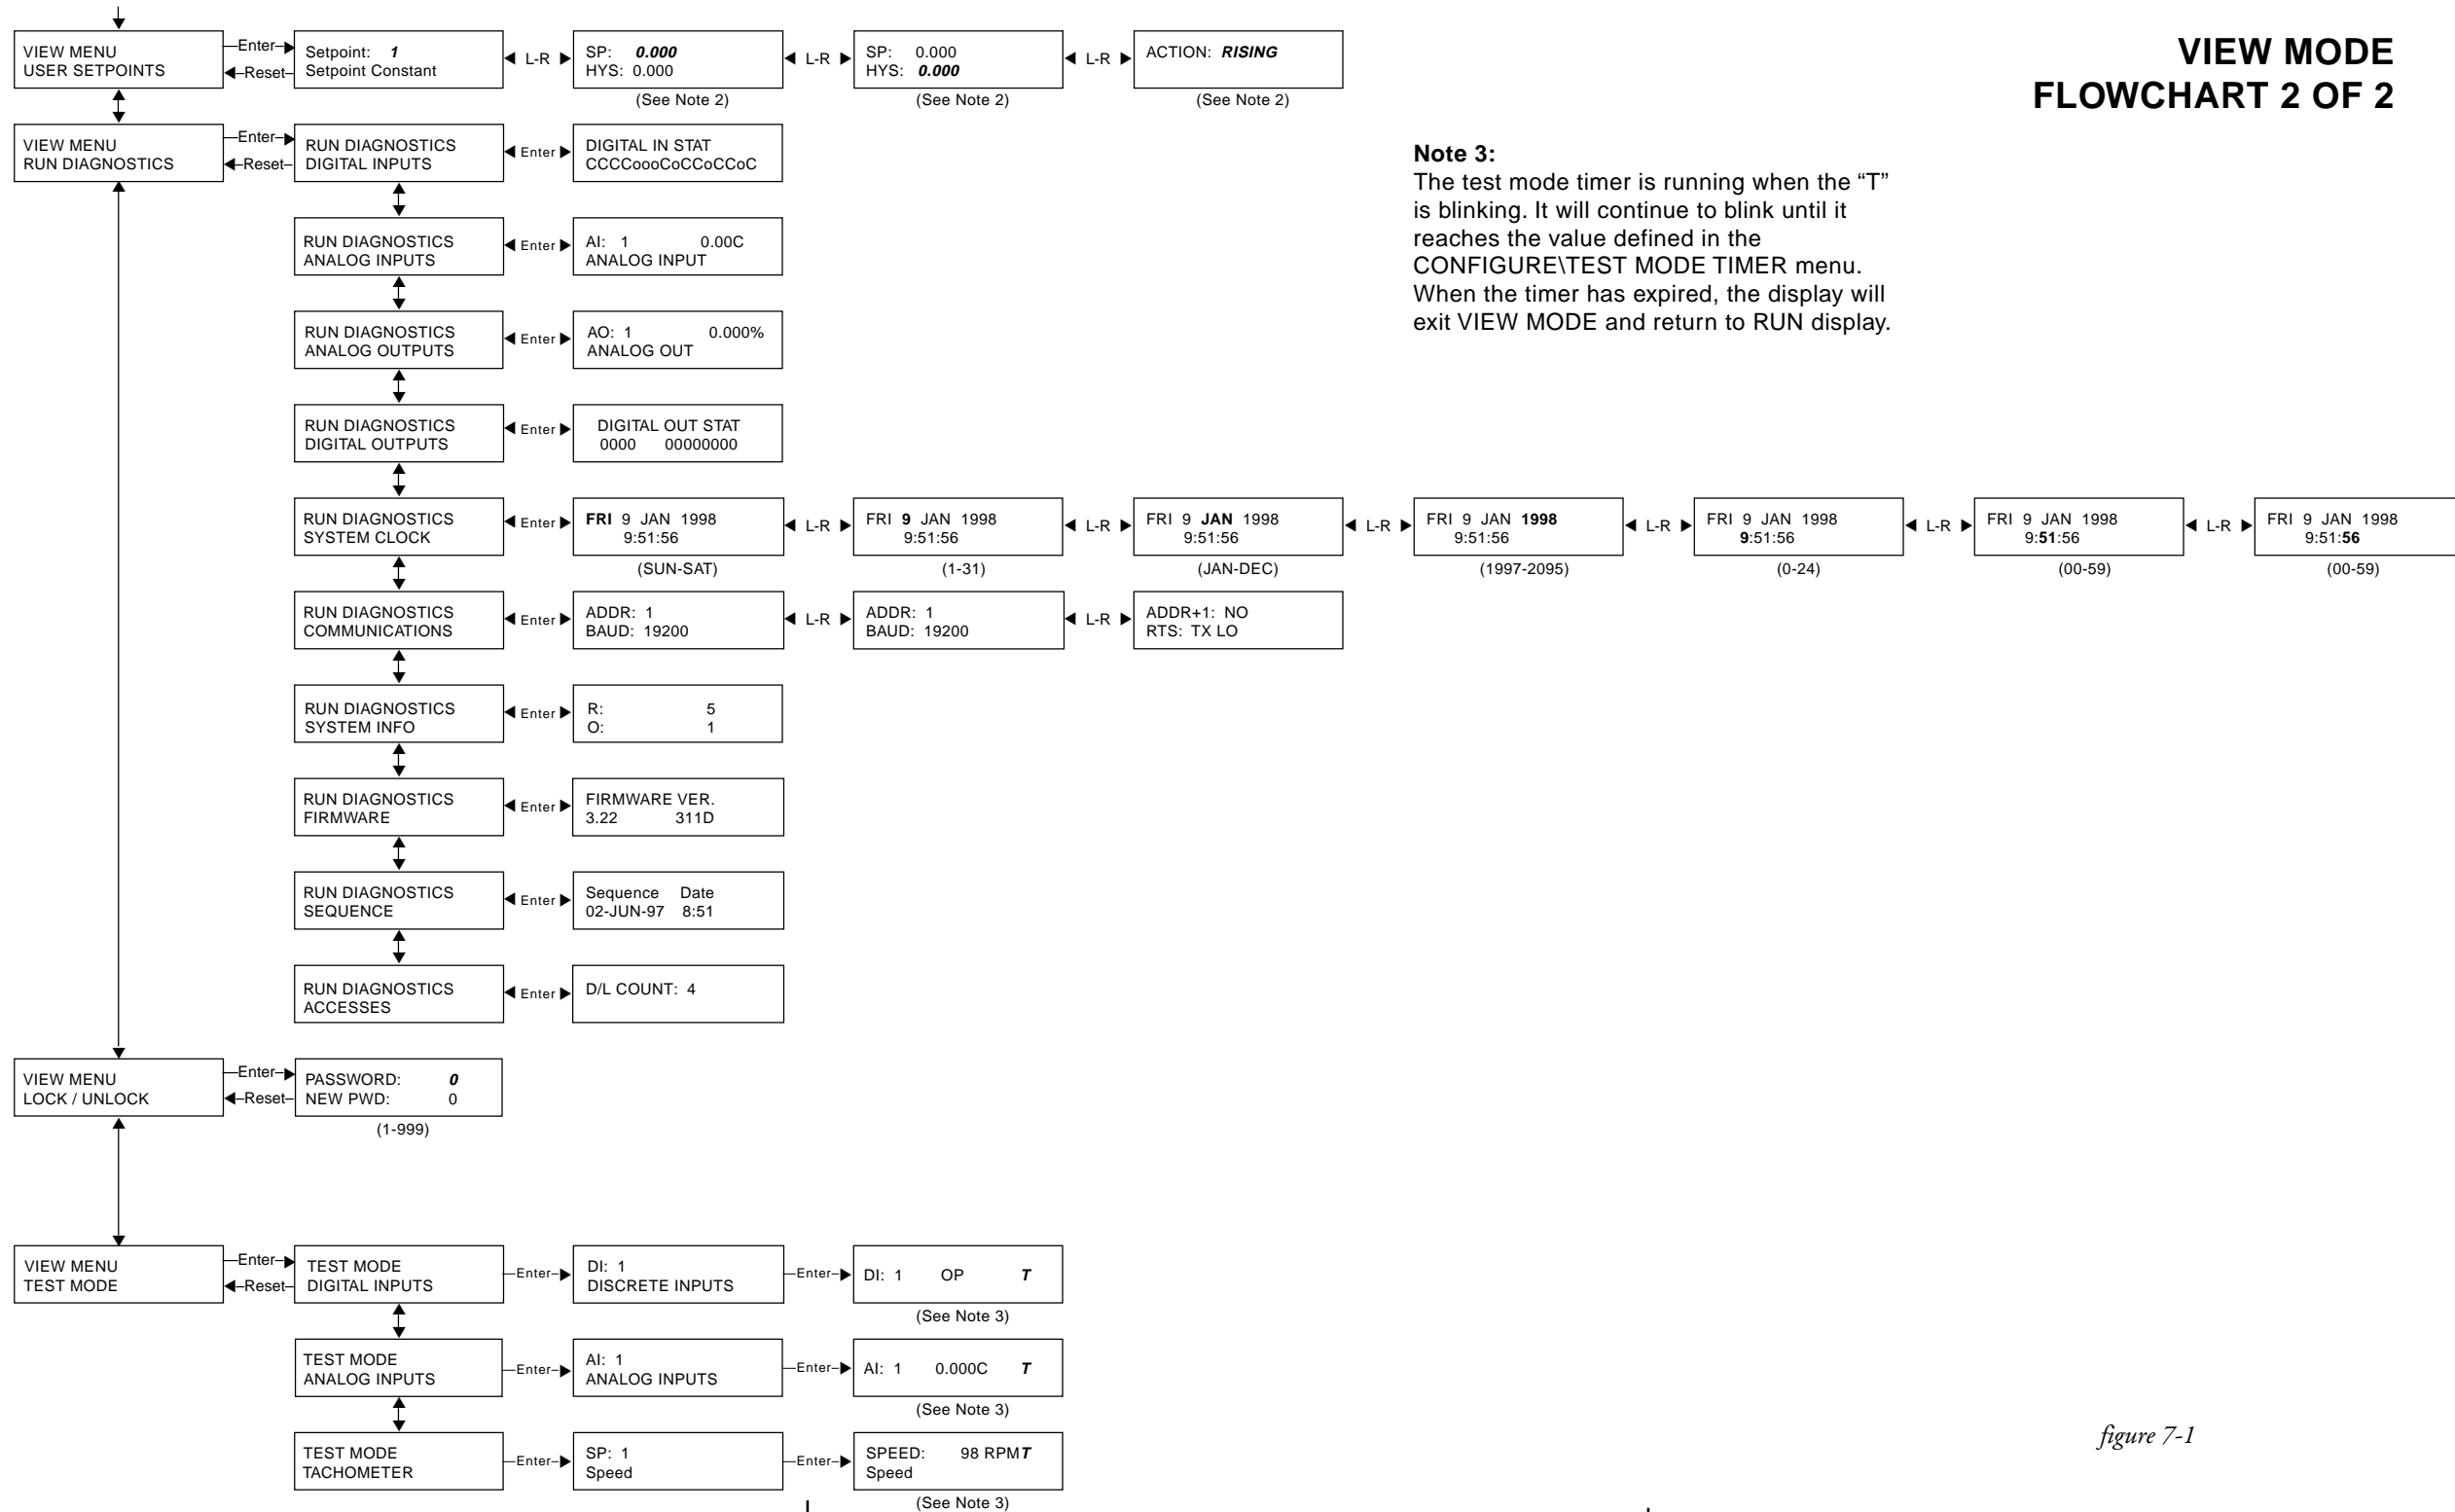 VIEW MODE
FLOWCHART 2 OF 2
VIEW MENU
USER SETPOINTS
Enter
Reset
Setpoint: 1
Setpoint Constant
L-R
SP: 0.000
HYS: 0.000
(See Note 2)
L-R
SP: 0.000
HYS: 0.000
(See Note 2)
L-R
ACTION: RISING
(See Note 2)
Note 3:
The test mode timer is running when the “T”
is blinking. It will continue to blink until it
reaches the value defined in the
CONFIGURE\TEST MODE TIMER menu.
When the timer has expired, the display will
exit VIEW MODE and return to RUN display.
VIEW MENU
RUN DIAGNOSTICS
Enter
Reset
RUN DIAGNOSTICS
DIGITAL INPUTS
Enter
DIGITAL IN STAT
CCCCoooCoCCoCCoC
RUN DIAGNOSTICS
ANALOG INPUTS
Enter
AI: 1 0.00C
ANALOG INPUT
RUN DIAGNOSTICS
ANALOG OUTPUTS
Enter
AO: 1 0.000%
ANALOG OUT
RUN DIAGNOSTICS
DIGITAL OUTPUTS
Enter
DIGITAL OUT STAT
0000 00000000
RUN DIAGNOSTICS
SYSTEM CLOCK
Enter
FRI 9 JAN 1998
9:51:56
(SUN-SAT)
L-R
FRI 9 JAN 1998
9:51:56
(1-31)
L-R
FRI 9 JAN 1998
9:51:56
(JAN-DEC)
L-R
FRI 9 JAN 1998
9:51:56
(1997-2095)
L-R
FRI 9 JAN 1998
9:51:56
(0-24)
L-R
FRI 9 JAN 1998
9:51:56
(00-59)
L-R
FRI 9 JAN 1998
9:51:56
(00-59)
RUN DIAGNOSTICS
COMMUNICATIONS
Enter
ADDR: 1
BAUD: 19200
L-R
ADDR: 1
BAUD: 19200
L-R
ADDR+1: NO
RTS: TX LO
RUN DIAGNOSTICS
SYSTEM INFO
Enter
R: 5
O: 1
RUN DIAGNOSTICS
FIRMWARE
Enter
FIRMWARE VER.
3.22 311D
RUN DIAGNOSTICS
SEQUENCE
Enter
Sequence Date
02-JUN-97 8:51
RUN DIAGNOSTICS
ACCESSES
Enter
D/L COUNT: 4
VIEW MENU
LOCK / UNLOCK
Enter
Reset
PASSWORD: 0
NEW PWD: 0
(1-999)
VIEW MENU
TEST MODE
Enter
Reset
TEST MODE
DIGITAL INPUTS
Enter
DI: 1
DISCRETE INPUTS
Enter
DI: 1 OP T
(See Note 3)
TEST MODE
ANALOG INPUTS
Enter
AI: 1
ANALOG INPUTS
Enter
AI: 1 0.000C T
(See Note 3)
TEST MODE
TACHOMETER
Enter
SP: 1
Speed
Enter
SPEED: 98 RPMT
Speed
(See Note 3)
figure 7-1